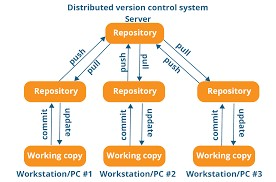 Distributed version control system
Server
Repository
push
pull
push
pull
pull
push
Repository
Repository
Repository
commit
update
commit
update
commit
update
Working copy
Working copy
Working copy
Workstation/PC #1
Workstation/PC #2
Workstation/PC #3